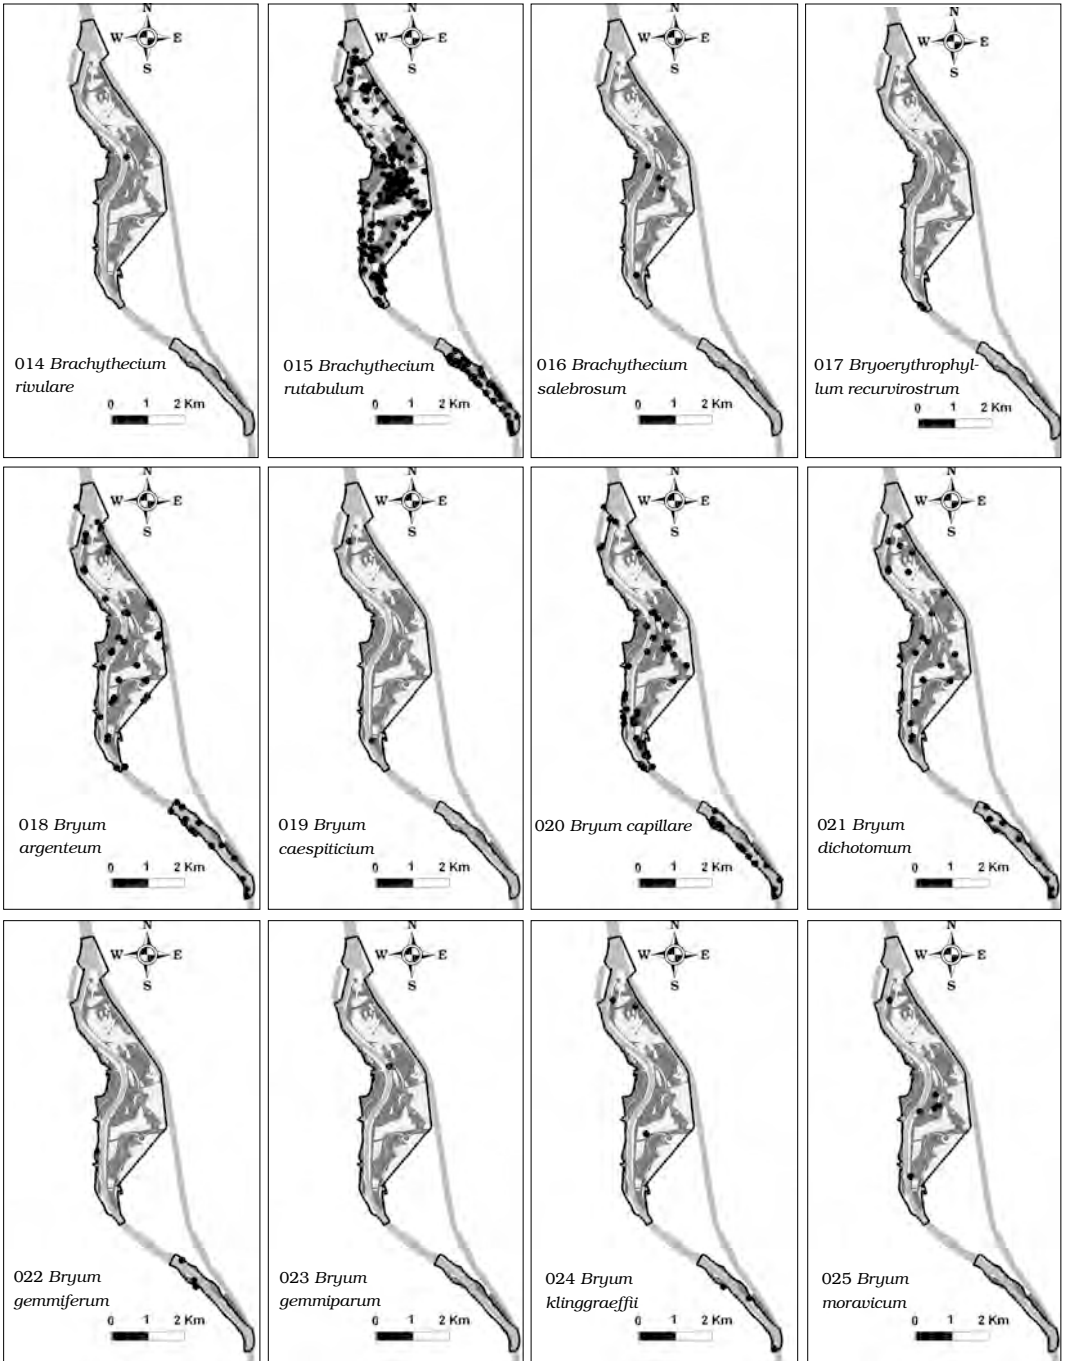 N
W E
S
014 Brachythecium
rivulare
0 1 2 Km
N
W E
S
015 Brachythecium
rutabulum
0 1 2 Km
N
W E
S
016 Brachythecium
salebrosum
0 1 2 Km
N
W E
S
017 Bryoerythrophyl-
lum recurvirostrum
0 1 2 Km
N
W E
S
018 Bryum
argenteum
0 1 2 Km
N
W E
S
019 Bryum
caespiticium
0 1 2 Km
N
W E
S
020 Bryum capillare
0 1 2 Km
N
W E
S
021 Bryum
dichotomum
0 1 2 Km
N
W E
S
022 Bryum
gemmiferum
0 1 2 Km
N
W E
S
023 Bryum
gemmiparum
0 1 2 Km
N
W E
S
024 Bryum
klinggraeffii
0 1 2 Km
N
W E
S
025 Bryum
moravicum
0 1 2 Km